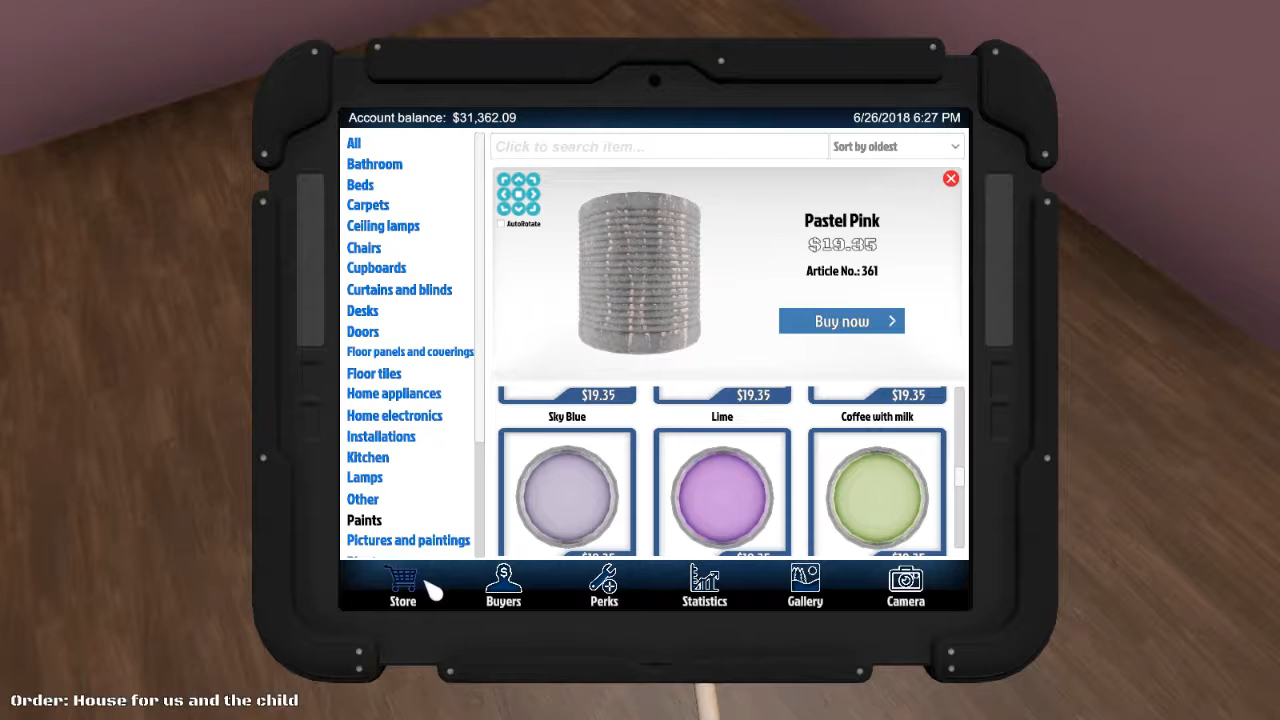 Account balance: $31,362.09
6/26/2018 6:27 PM
All
Bathroom
Beds
Carpets
Ceiling lamps
Chairs
Cupboards
Curtains and blinds
Desks
Doors
Floor panels and coverings
Floor tiles
Home appliances
Home electronics
Installations
Kitchen
Lamps
Other
Paints
Pictures and paintings
Click to search item...
Sort by oldest
AutoRotate
Pastel Pink
$19.35
Article No.: 361
Buy now
$19.35
$19.35
$19.35
Sky Blue
Lime
Coffee with milk
Store
Buyers
Perks
Statistics
Gallery
Camera
Order: House for us and the child